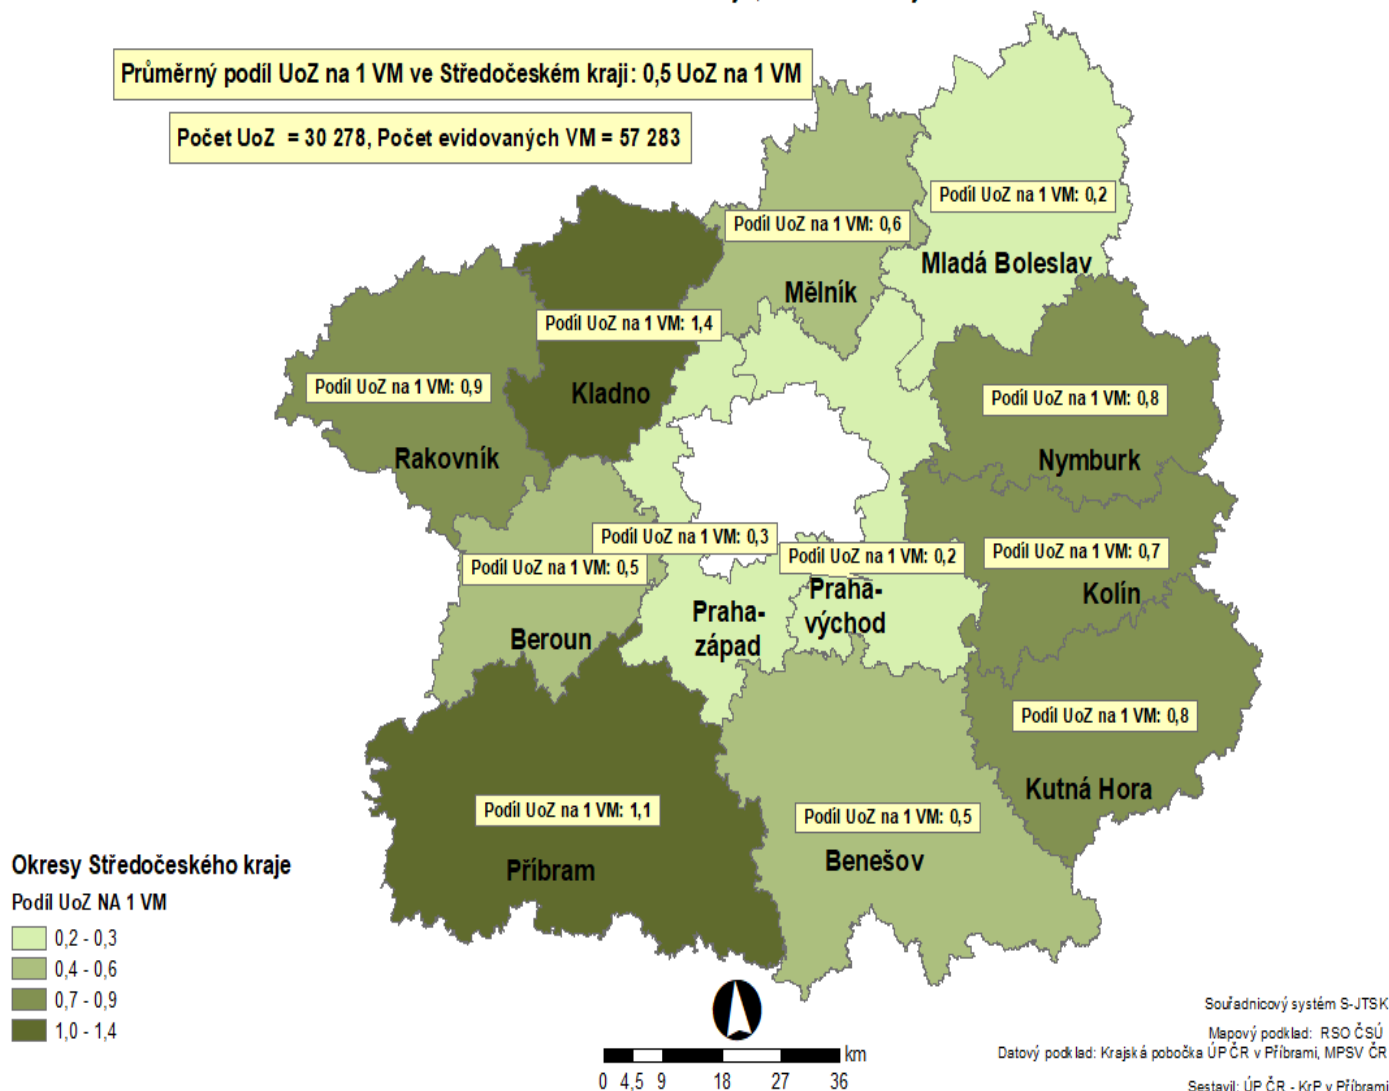 Průměrný podíl UoZ na 1 VM ve Středočeském kraji: 0,5 UoZ na 1 VM
Počet UoZ = 30 278, Počet evidovaných VM = 57 283
Podíl UoZ na 1 VM: 0,2
Mladá Boleslav
Podíl UoZ na 1 VM: 0,6
Mělník
Podíl UoZ na 1 VM: 1,4
Kladno
Podíl UoZ na 1 VM: 0,9
Rakovník
Podíl UoZ na 1 VM: 0,8
Nymburk
Podíl UoZ na 1 VM: 0,3
Praha-
západ
Podíl UoZ na 1 VM: 0,2
Praha-
východ
Podíl UoZ na 1 VM: 0,7
Kolín
Podíl UoZ na 1 VM: 0,5
Beroun
Podíl UoZ na 1 VM: 0,8
Kutná Hora
Podíl UoZ na 1 VM: 1,1
Příbram
Podíl UoZ na 1 VM: 0,5
Benešov
Okresy Středočeského kraje
Podíl UoZ NA 1 VM
0,2 - 0,3
0,4 - 0,6
0,7 - 0,9
1,0 - 1,4
km
0 4,5 9 18 27 36
Souřadnicový systém S-JTSK
Mapový podklad: RSO ČSÚ
Datový podklad: Krajská pobočka ÚP ČR v Příbrami, MPSV ČR
Sestavil: ÚP ČR - KrP v Příbrami